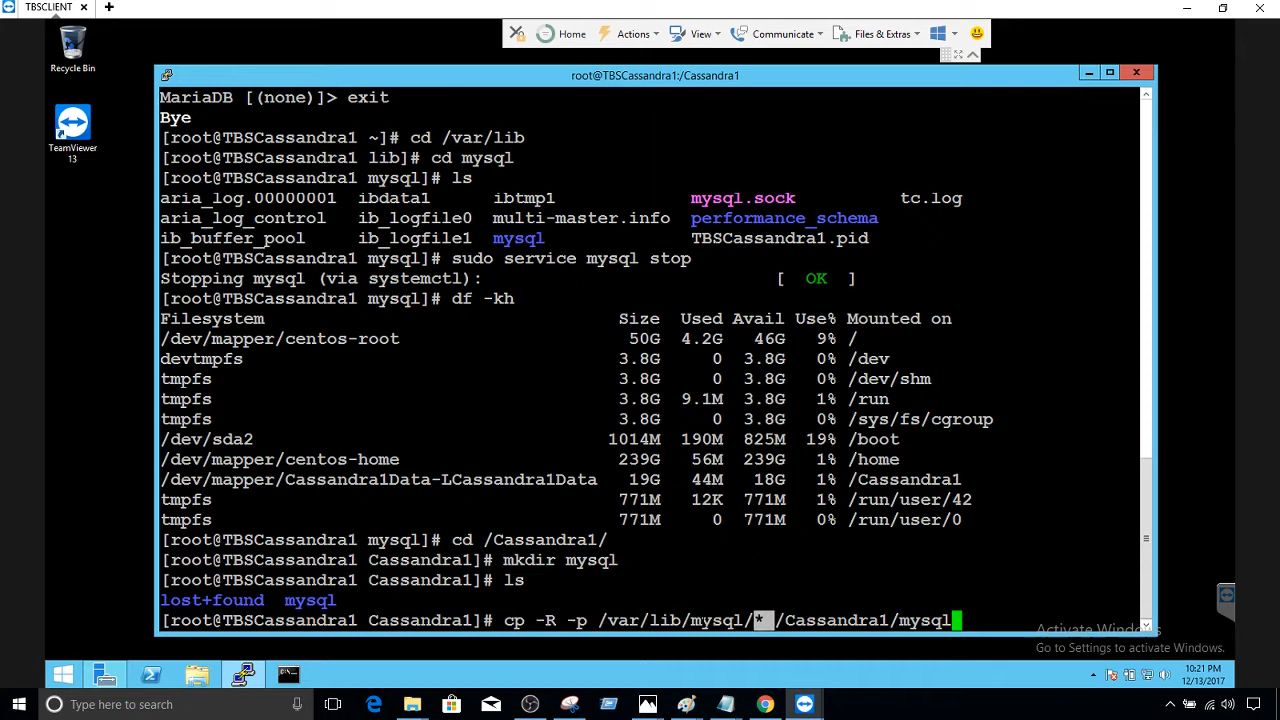 TBSCLIENT
Home Actions View Communicate Files & Extras
Recycle Bin
TeamViewer
13
root@TBSCassandra1:/Cassandra1
MariaDB [(none)]> exit
Bye
[root@TBSCassandra1 ~]# cd /var/lib
[root@TBSCassandra1 lib]# cd mysql
[root@TBSCassandra1 mysql]# ls
aria_log.00000001 ibdata1 ibtmp1 mysql.sock tc.log
aria_log_control ib_logfile0 multi-master.info performance_schema
ib_buffer_pool ib_logfile1 mysql TBSCassandra1.pid
[root@TBSCassandra1 mysql]# sudo service mysql stop
Stopping mysql (via systemctl): [ OK ]
[root@TBSCassandra1 mysql]# df -kh
Filesystem Size Used Avail Use% Mounted on
/dev/mapper/centos-root 50G 4.2G 46G 9% /
devtmpfs 3.8G 0 3.8G 0% /dev
tmpfs 3.8G 0 3.8G 0% /dev/shm
tmpfs 3.8G 9.1M 3.8G 1% /run
tmpfs 3.8G 0 3.8G 0% /sys/fs/cgroup
/dev/sda2 1014M 190M 825M 19% /boot
/dev/mapper/centos-home 239G 56M 239G 1% /home
/dev/mapper/Cassandra1Data-LCassandra1Data 19G 44M 18G 1% /Cassandra1
tmpfs 771M 12K 771M 1% /run/user/42
tmpfs 771M 0 771M 0% /run/user/0
[root@TBSCassandra1 mysql]# cd /Cassandra1/
[root@TBSCassandra1 Cassandra1]# mkdir mysql
[root@TBSCassandra1 Cassandra1]# ls
lost+found mysql
[root@TBSCassandra1 Cassandra1]# cp -R -p /var/lib/mysql/* /Cassandra1/mysql
Activate Windows
Go to Settings to activate Windows.
10:21 PM
12/13/2017
Type here to search